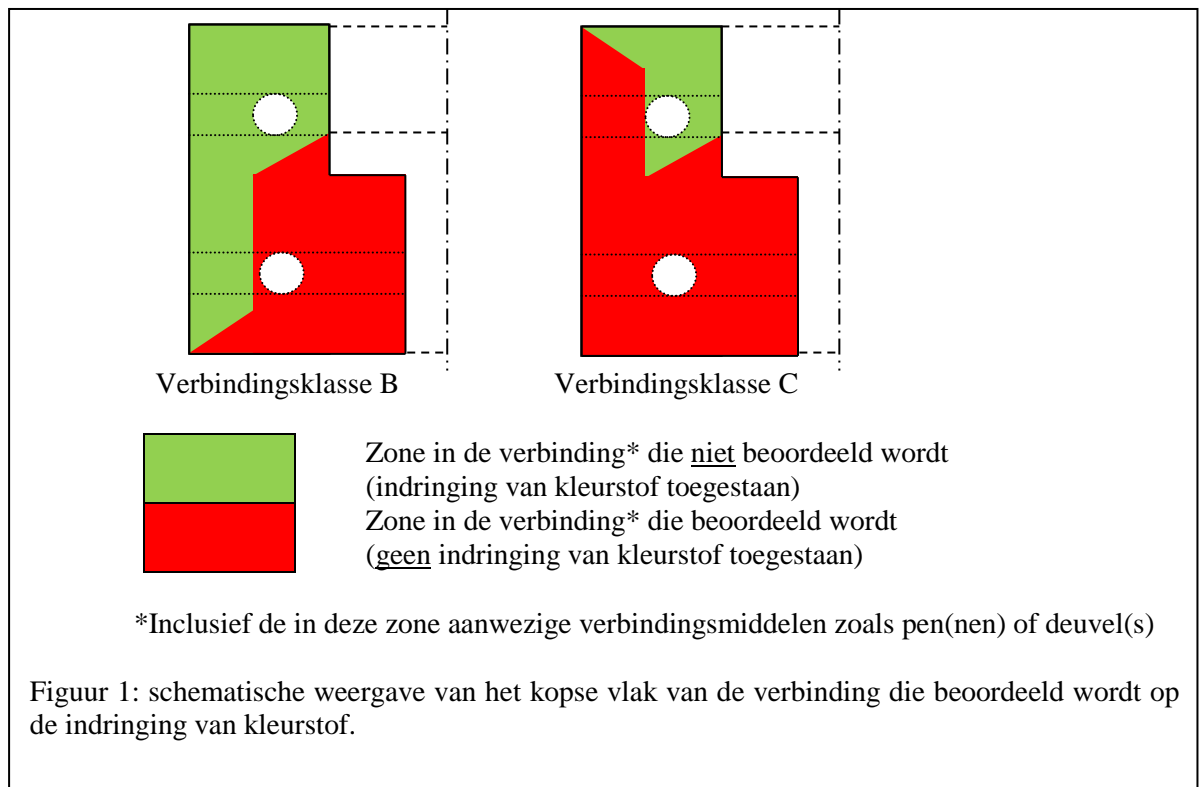 Verbindingsklasse B
Verbindingsklasse C
Zone in de verbinding* die niet beoordeeld wordt
(indringing van kleurstof toegestaan)
Zone in de verbinding* die beoordeeld wordt
(geen indringing van kleurstof toegestaan)
*Inclusief de in deze zone aanwezige verbindingsmiddelen zoals pen(nen) of deuvel(s)
Figuur 1: schematische weergave van het kopse vlak van de verbinding die beoordeeld wordt op
de indringing van kleurstof.